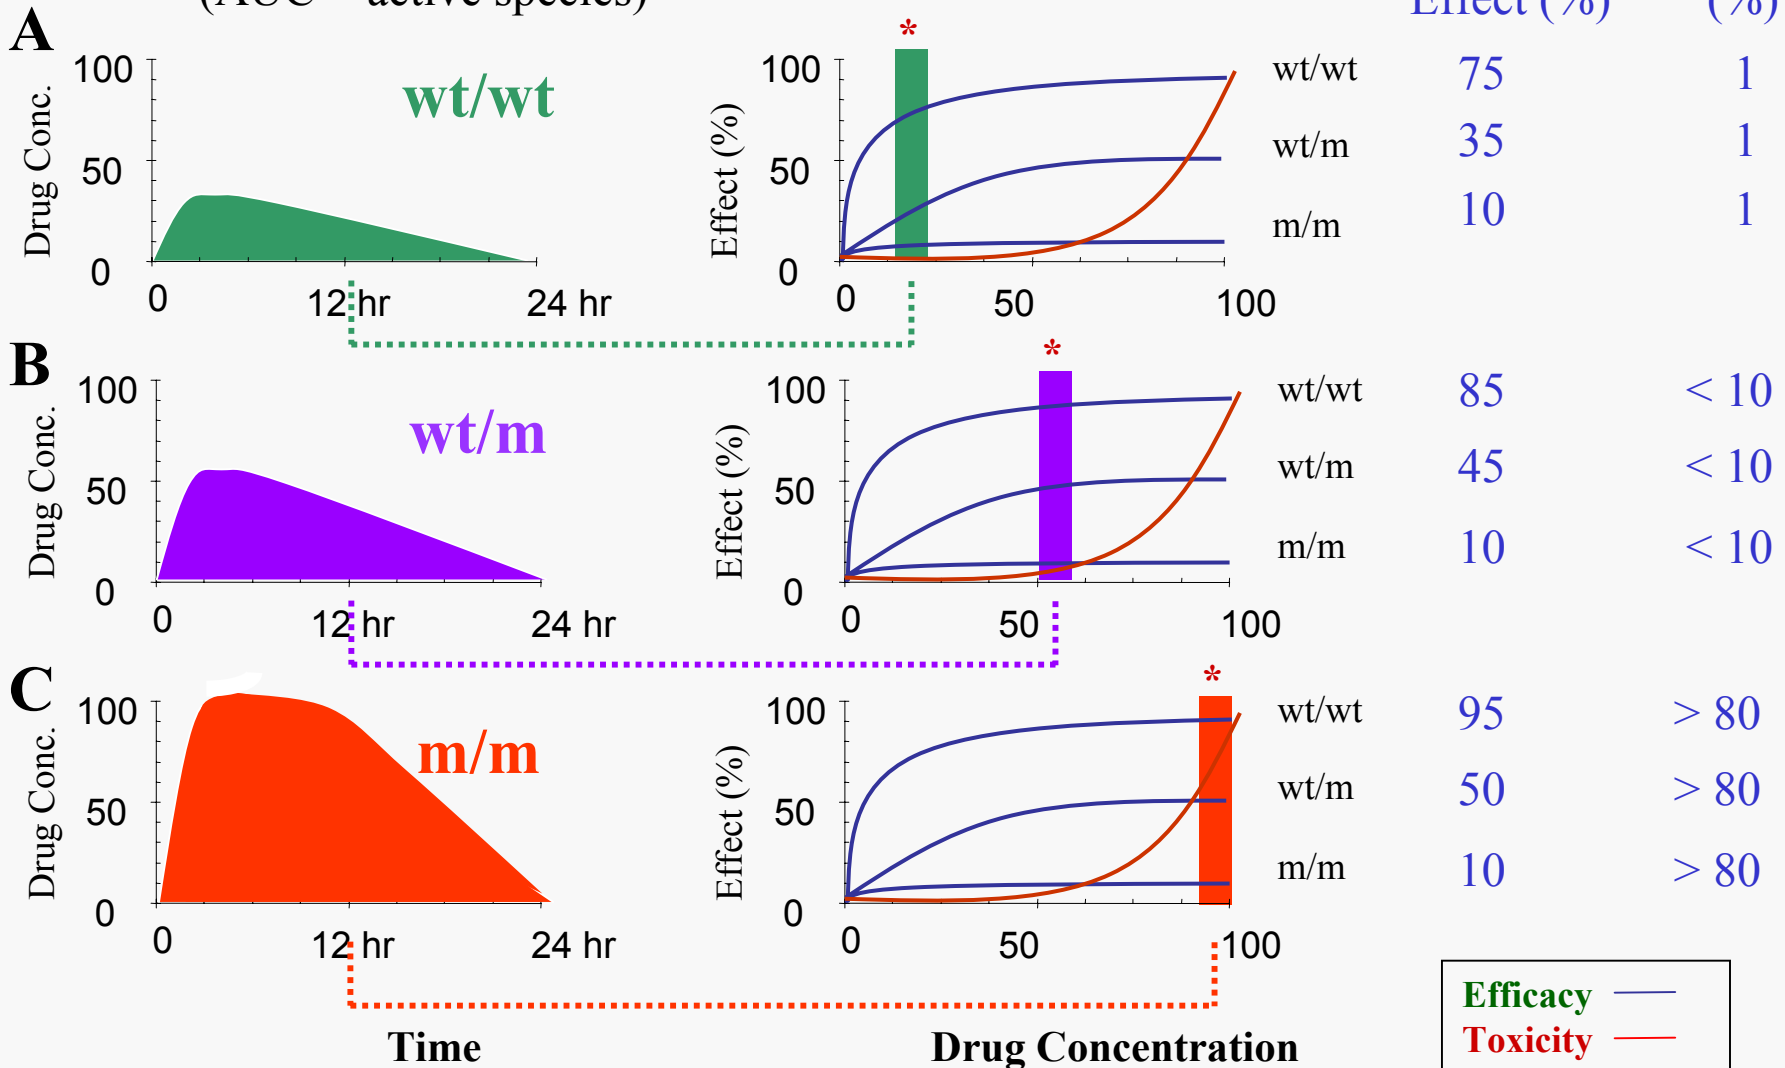 (AUC = active species)
Effect (%) (%)
A
100
50
0
Drug Conc.
wt/wt
0 12 hr 24 hr
*
100
50
0
Effect (%)
0 50 100
wt/wt 75 1
wt/m 35 1
m/m 10 1
B
100
50
0
Drug Conc.
wt/m
0 12 hr 24 hr
*
100
50
0
Effect (%)
0 50 100
wt/wt 85 < 10
wt/m 45 < 10
m/m 10 < 10
C
100
50
0
Drug Conc.
m/m
0 12 hr 24 hr
*
100
50
0
Effect (%)
0 50 100
wt/wt 95 > 80
wt/m 50 > 80
m/m 10 > 80
Time
Drug Concentration
Efficacy
Toxicity